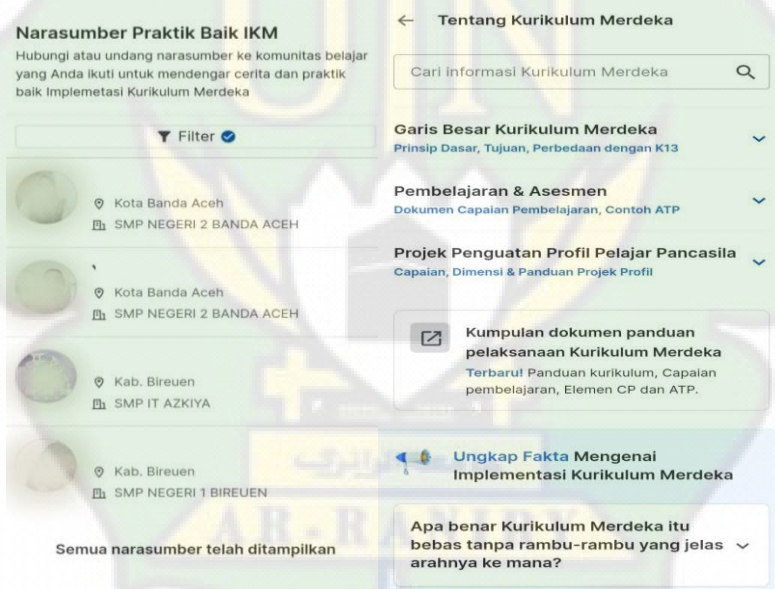 Narasumber Praktik Baik IKM
Hubungi atau undang narasumber ke komunitas belajar
yang Anda ikuti untuk mendengar cerita dan praktik
baik Implemetasi Kurikulum Merdeka
Filter
Kota Banda Aceh
SMP NEGERI 2 BANDA ACEH
Kota Banda Aceh
SMP NEGERI 2 BANDA ACEH
Kab. Bireuen
SMP IT AZKIYA
Kab. Bireuen
SMP NEGERI 1 BIREUEN
Semua narasumber telah ditampilkan
Tentang Kurikulum Merdeka
Cari informasi Kurikulum Merdeka
Garis Besar Kurikulum Merdeka
Prinsip Dasar, Tujuan, Perbedaan dengan K13
Pembelajaran & Asesmen
Dokumen Capaian Pembelajaran, Contoh ATP
Projek Penguatan Profil Pelajar Pancasila
Capaian, Dimensi & Panduan Projek Profil
Kumpulan dokumen panduan
pelaksanaan Kurikulum Merdeka
Terbaru! Panduan kurikulum, Capaian
pembelajaran, Elemen CP dan ATP.
Ungkap Fakta Mengenai
Implementasi Kurikulum Merdeka
Apa benar Kurikulum Merdeka itu
bebas tanpa rambu-rambu yang jelas
arahnya ke mana?
UIN
AR-RANIRY